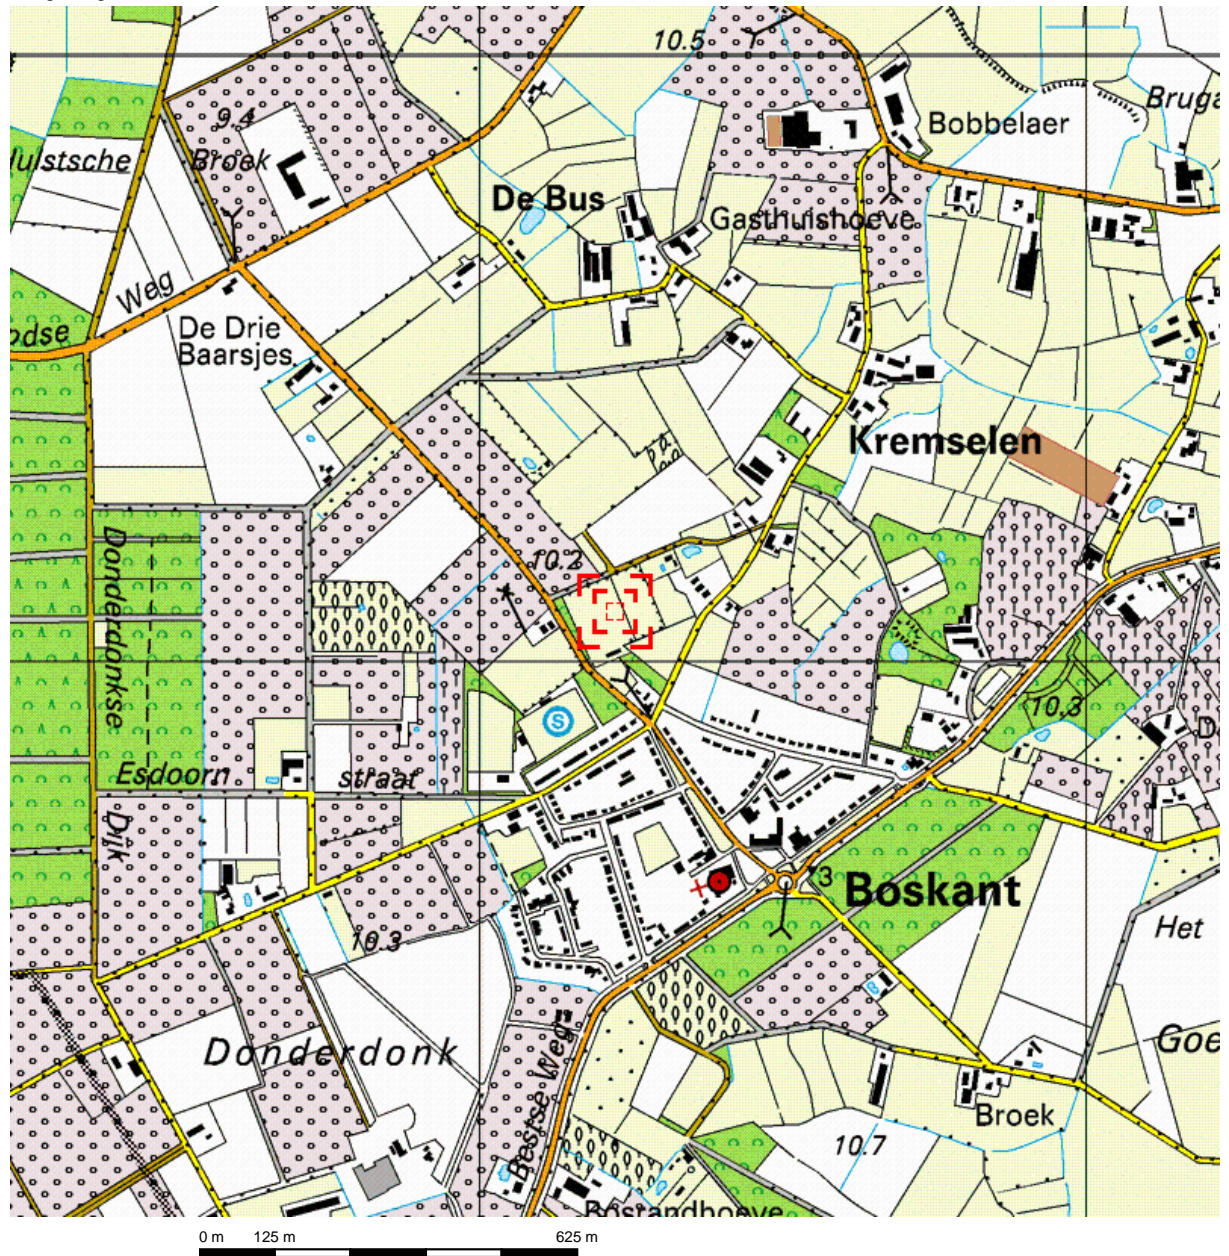 10.5
Bruga
9.4
Bobbelaer
Hulstsche
Broek
De Bus
Gasthuishoeve
Weg
odse
De Drie
Baarsjes
Kremselen
10.2
Donderdonkse
Dijk
S
10.3
D
Esdoorn
straat
3
Boskant
10.3
Het
Donderdonk
Goe
Bestse Weg
Broek
10.7
Bostrandhoeve
0 m
125 m
625 m